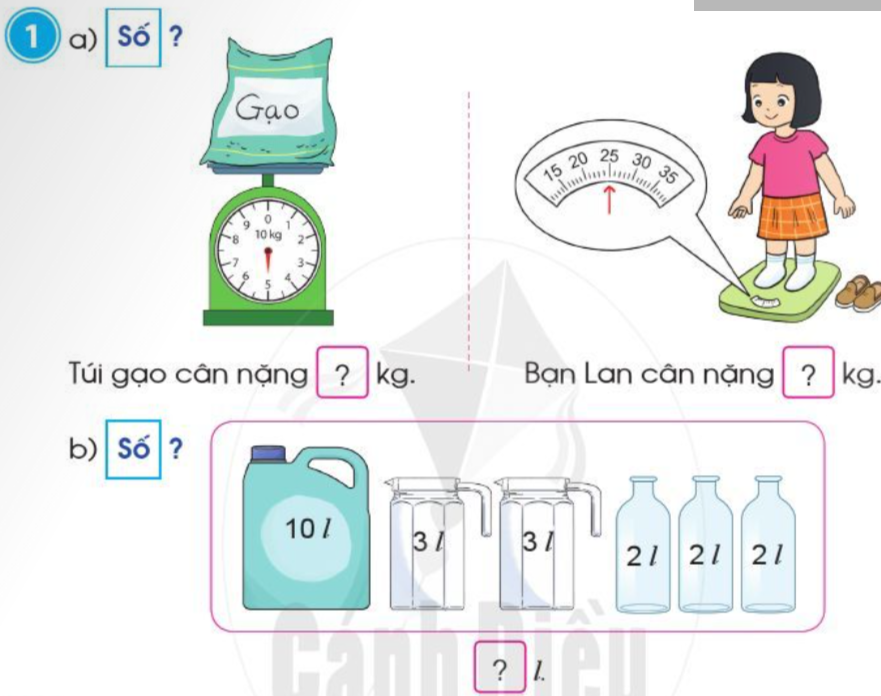 1 a) Số ?
Gạo
0 1 2 3 4 5 6 7 8 9
10 kg
15 20 25 30 35
Túi gạo cân nặng ? kg.
Bạn Lan cân nặng ? kg.
b) Số ?
10 l 3 l 3 l 2 l 2 l 2 l
? l.
Cánh Diều